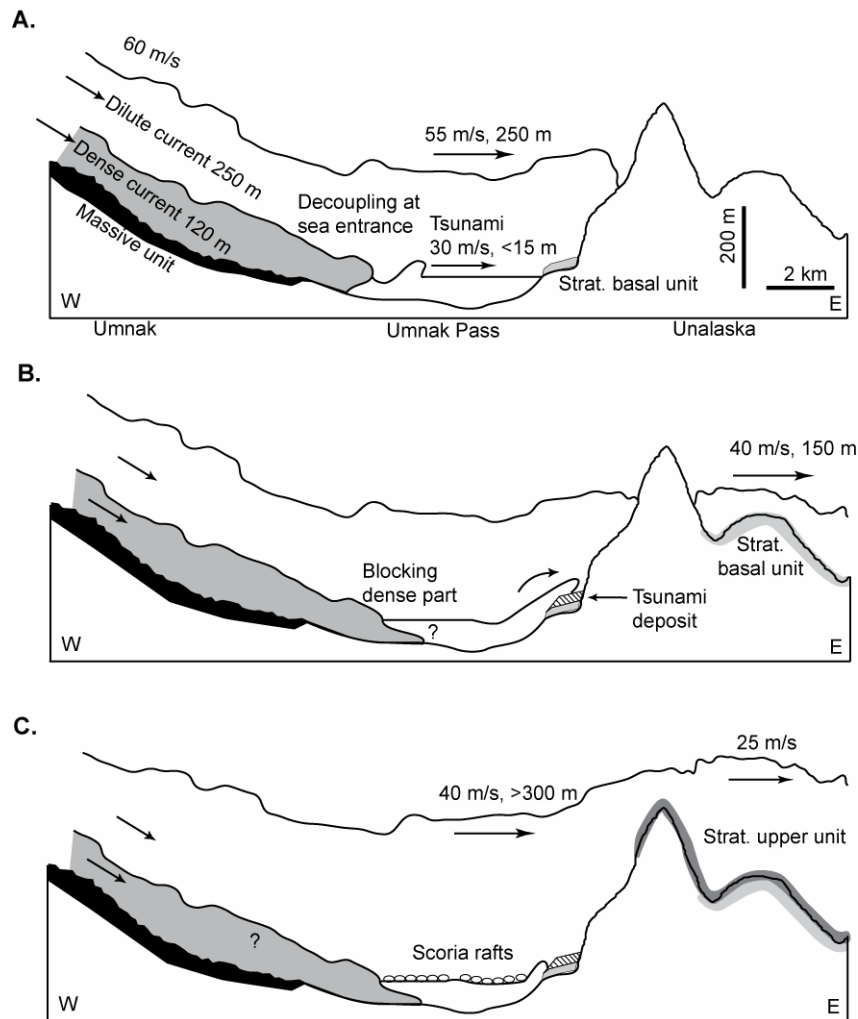 A.
60 m/s
Dilute current 250 m
Dense current 120 m
Massive unit
55 m/s, 250 m
Decoupling at
sea entrance
Tsunami
30 m/s, <15 m
Strat. basal unit
200 m
2 km
W
E
Umnak
Umnak Pass
Unalaska
B.
40 m/s, 150 m
Strat.
basal unit
Blocking
dense part
?
Tsunami
deposit
W
E
C.
25 m/s
40 m/s, >300 m
Strat. upper unit
?
Scoria rafts
W
E